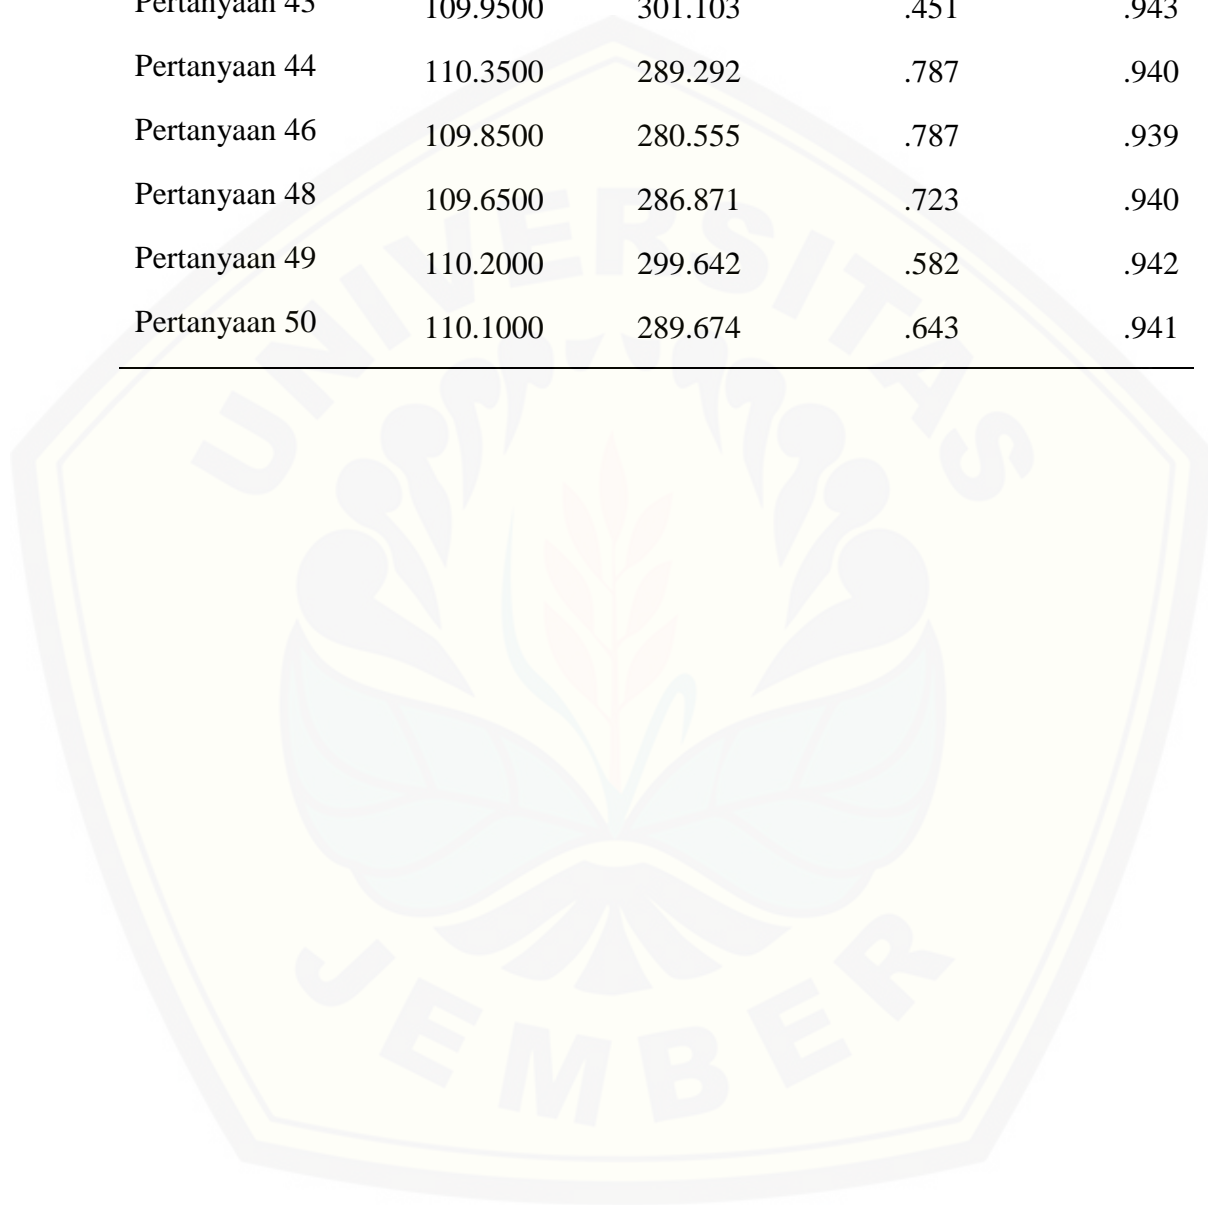 Pertanyaan 43 109.9500 301.103 .451 .943
Pertanyaan 44 110.3500 289.292 .787 .940
Pertanyaan 46 109.8500 280.555 .787 .939
Pertanyaan 48 109.6500 286.871 .723 .940
Pertanyaan 49 110.2000 299.642 .582 .942
Pertanyaan 50 110.1000 289.674 .643 .941
UNIVERSITAS
JEMBER